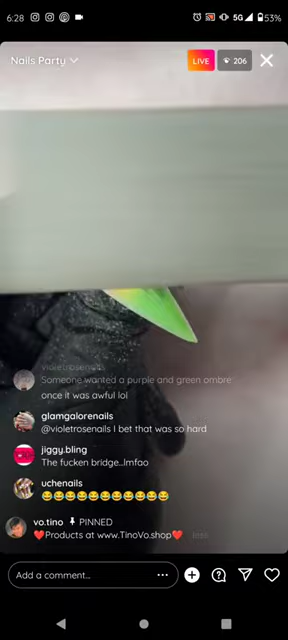 6:28
5G 53%
Nails Party
LIVE
206
violetrosenails
Someone wanted a purple and green ombre
once it was awful lol
glamgalorenails
@violetrosenails I bet that was so hard
jiggy.bling
The fucken bridge...lmfao
uchenails
😂😂😂😂😂😂😂😂😂😂😂
vo.tino PINNED
❤️Products at www.TinoVo.shop❤️ less
Add a comment...